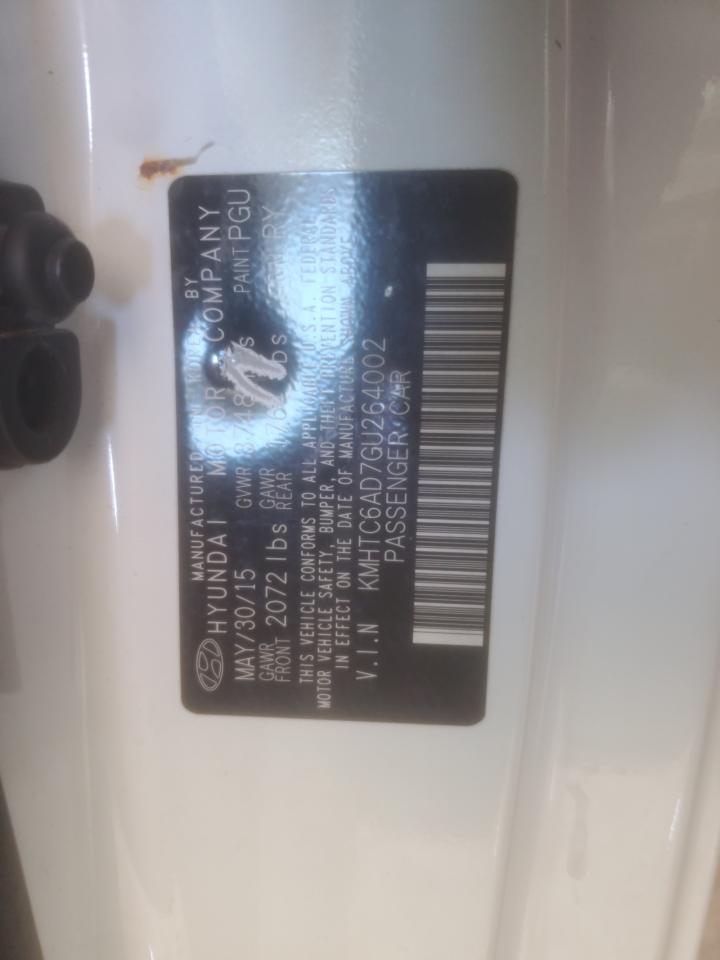 MANUFACTURED BY
HYUNDAI MOTOR COMPANY
MAY/30/15 GVWR PAINT PGU
GAWR FRONT 2072 lbs GAWR REAR RY
THIS VEHICLE CONFORMS TO ALL APPLICABLE U.S.A. FEDERAL
MOTOR VEHICLE SAFETY, BUMPER, AND THEFT PREVENTION STANDARDS
IN EFFECT ON THE DATE OF MANUFACTURE SHOWN ABOVE
V.I.N KMHTC6AD7GU264002
PASSENGER CAR